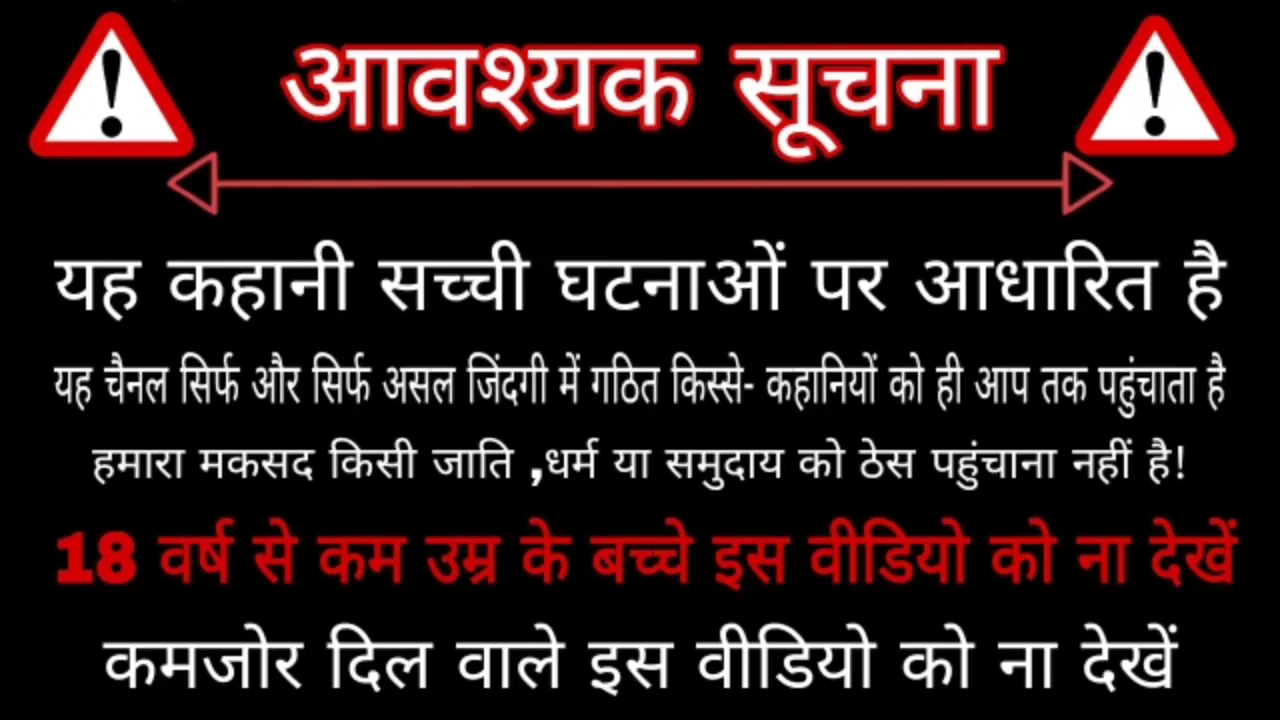 आवश्यक सूचना
यह कहानी सच्ची घटनाओं पर आधारित है
यह चैनल सिर्फ और सिर्फ असल जिंदगी में गठित किस्से- कहानियों को ही आप तक पहुंचाता है
हमारा मकसद किसी जाति ,धर्म या समुदाय को ठेस पहुंचाना नहीं है!
18 वर्ष से कम उम्र के बच्चे इस वीडियो को ना देखें
कमजोर दिल वाले इस वीडियो को ना देखें